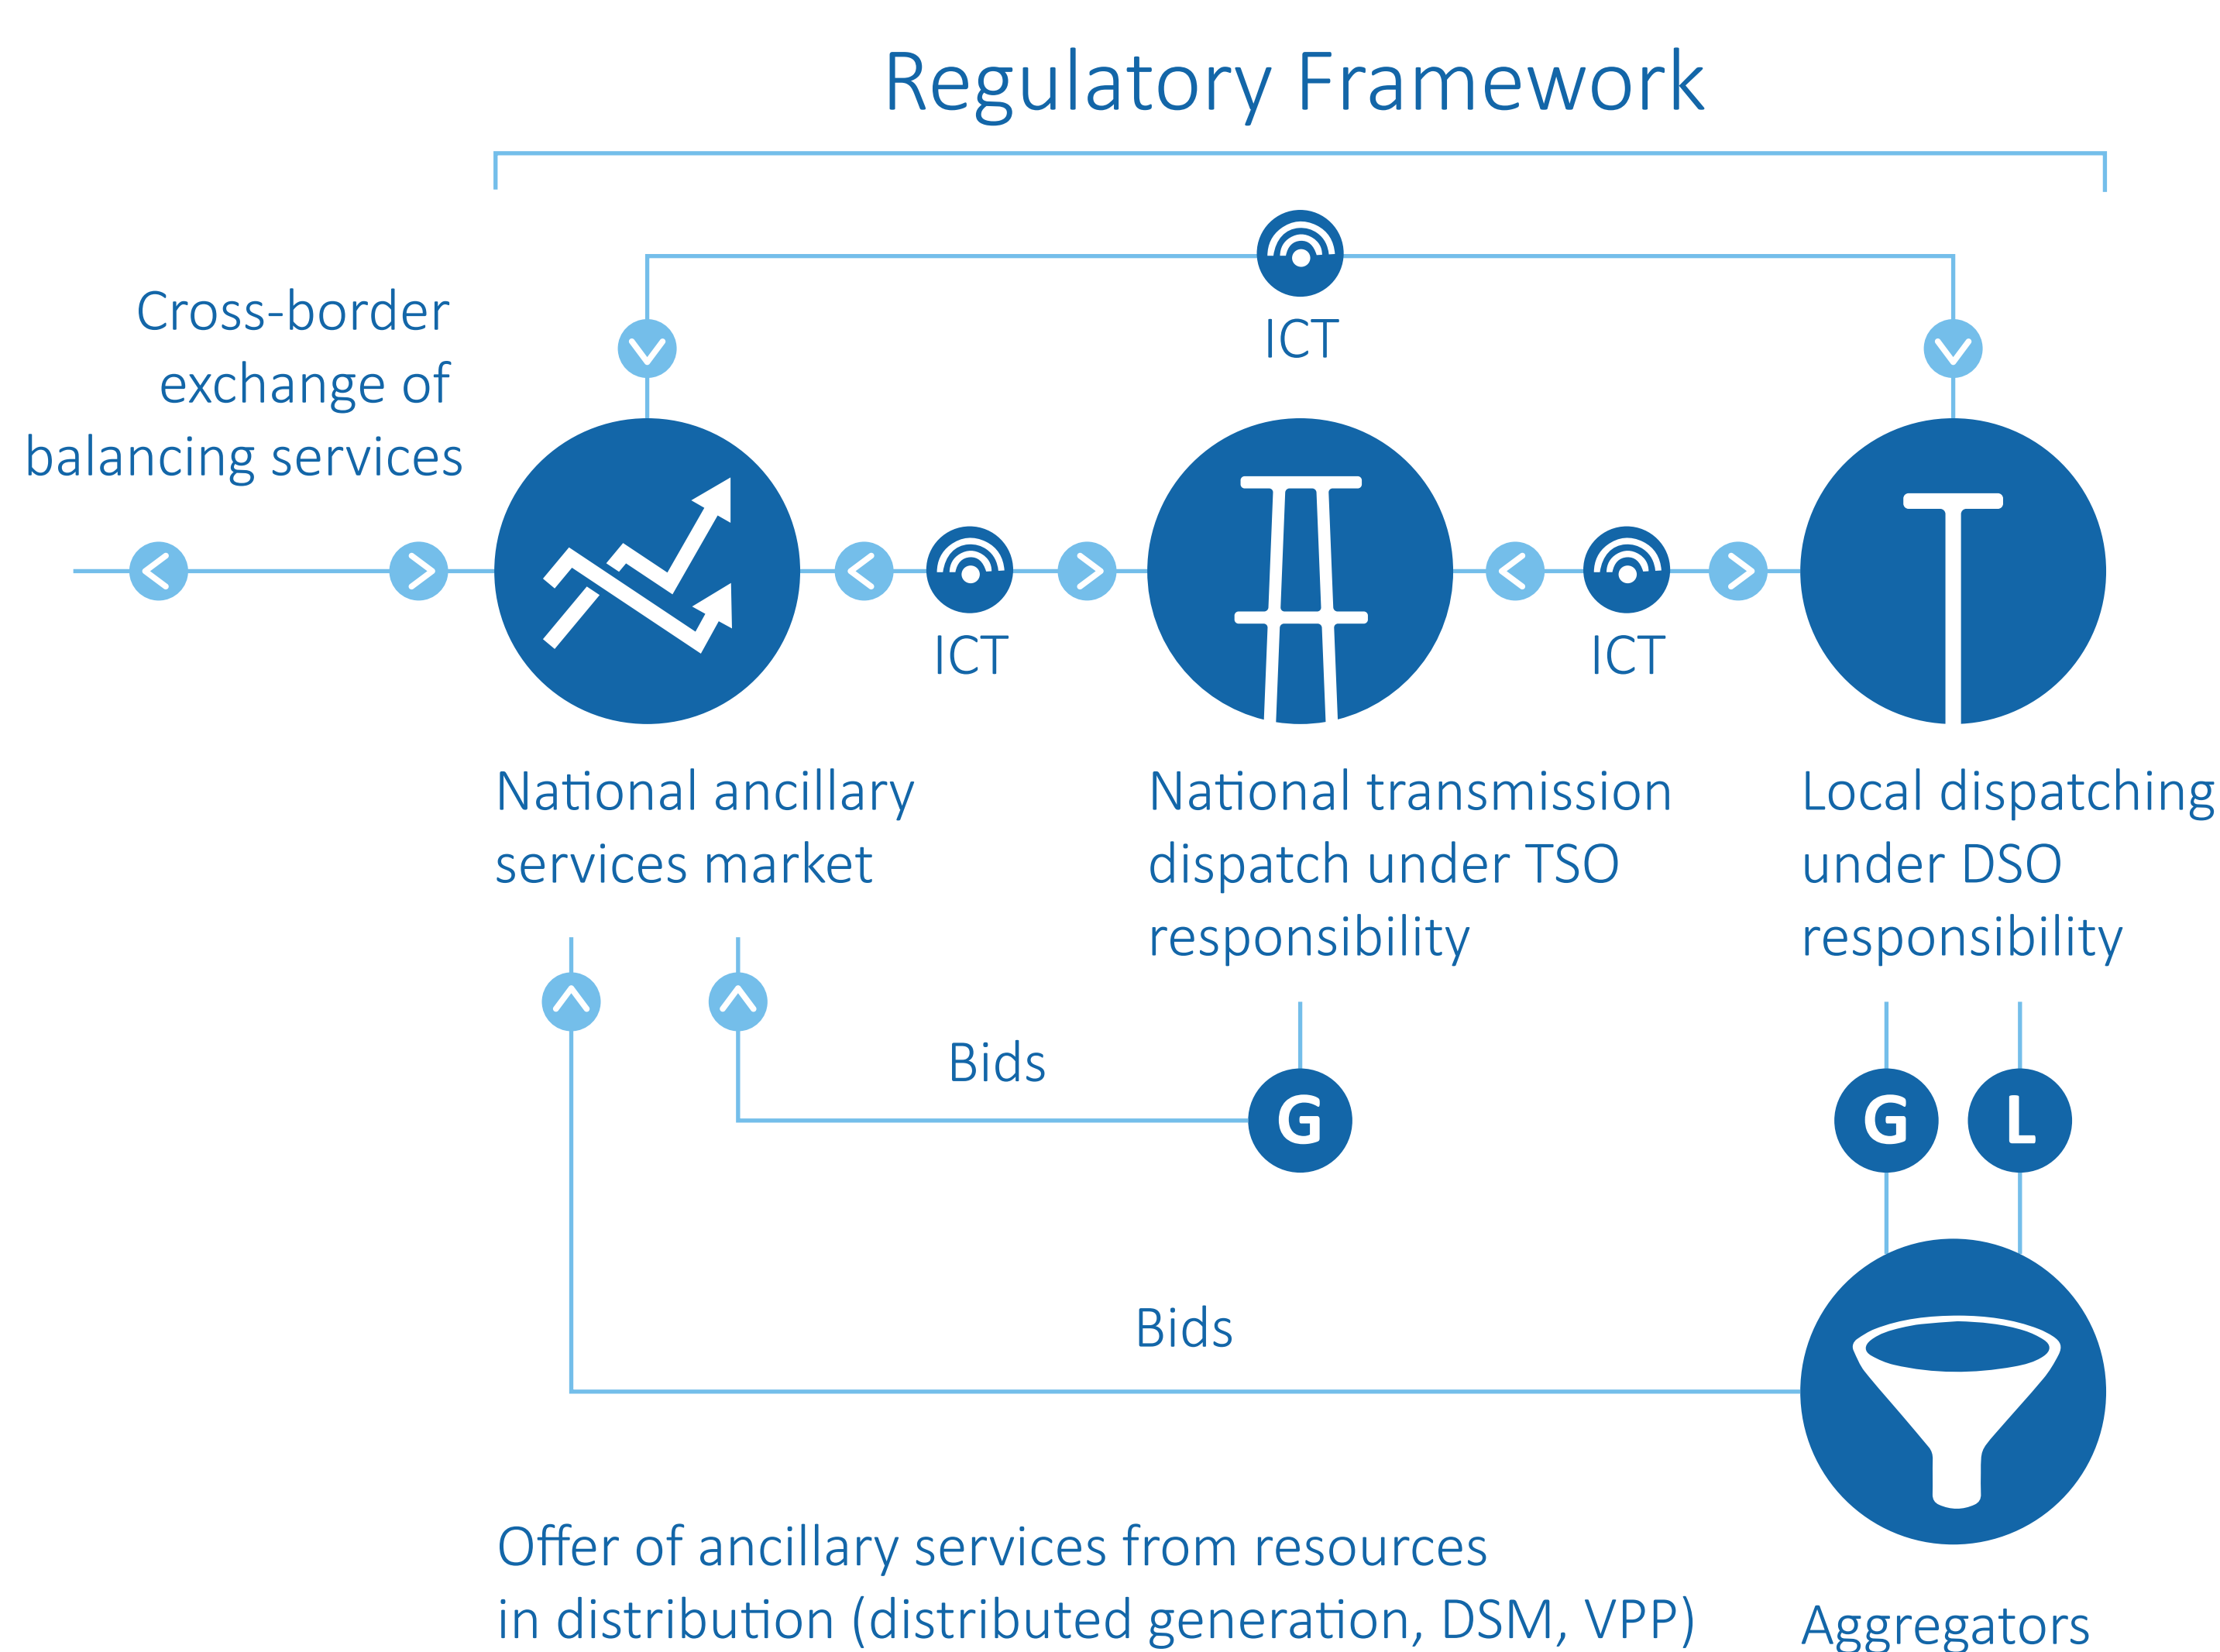 Regulatory Framework
ICT
Cross-border
exchange of
balancing services
ICT
ICT
National ancillary
services market
National transmission
dispatch under TSO
responsibility
Local dispatching
under DSO
responsibility
Bids
G
G
L
Bids
Offer of ancillary services from resources
in distribution (distributed generation, DSM, VPP)
Aggregators